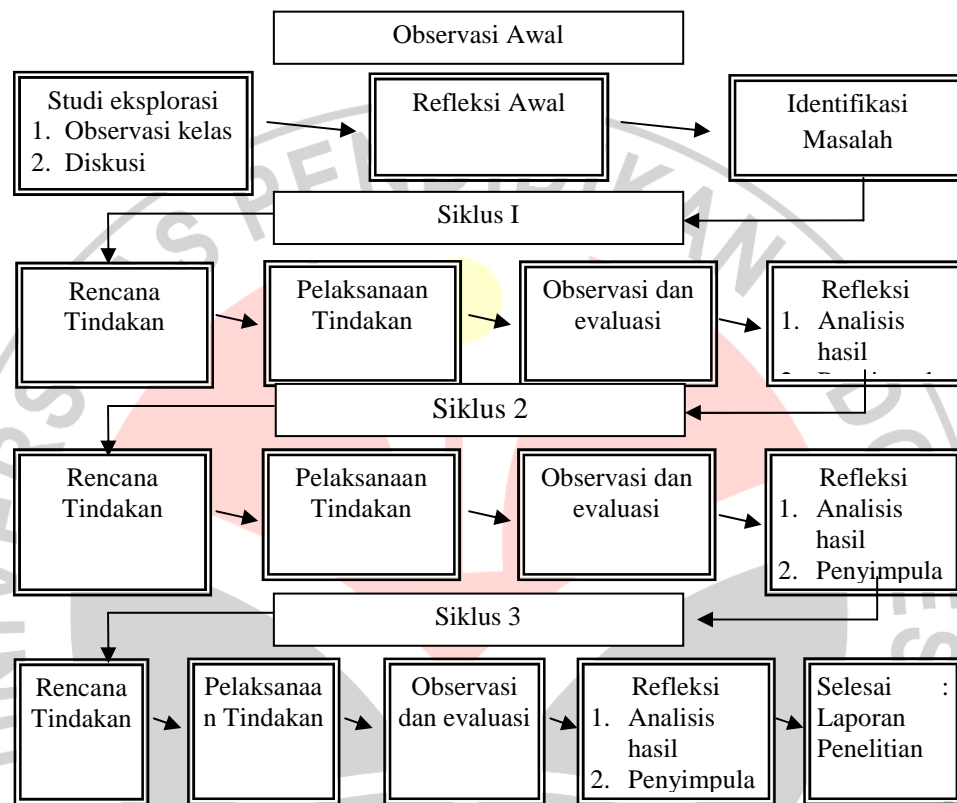 Observasi Awal
Studi eksplorasi
1. Observasi kelas
2. Diskusi
Refleksi Awal
Identifikasi
Masalah
Siklus I
Rencana
Tindakan
Pelaksanaan
Tindakan
Observasi dan
evaluasi
Refleksi
1. Analisis
hasil
Siklus 2
Rencana
Tindakan
Pelaksanaan
Tindakan
Observasi dan
evaluasi
Refleksi
1. Analisis
hasil
2. Penyimpula
Siklus 3
Rencana
Tindakan
Pelaksanaa
n Tindakan
Observasi
dan evaluasi
Refleksi
1. Analisis
hasil
2. Penyimpula
Selesai :
Laporan
Penelitian